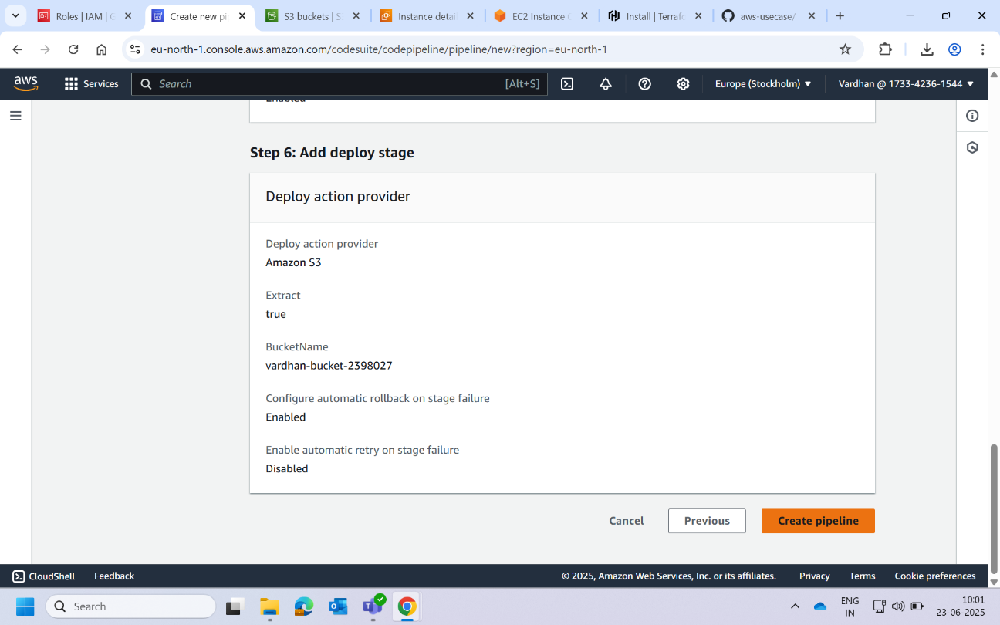 Roles | IAM | G
Create new pi
S3 buckets | S
Instance detai
EC2 Instance C
Install | Terrafo
aws-usecase/
eu-north-1.console.aws.amazon.com/codesuite/codepipeline/pipeline/new?region=eu-north-1
aws
Services
Search
[Alt+S]
Europe (Stockholm) ▼
Vardhan @ 1733-4236-1544 ▼
Enabled
Step 6: Add deploy stage
Deploy action provider
Deploy action provider
Amazon S3
Extract
true
BucketName
vardhan-bucket-2398027
Configure automatic rollback on stage failure
Enabled
Enable automatic retry on stage failure
Disabled
Cancel
Previous
Create pipeline
CloudShell
Feedback
© 2025, Amazon Web Services, Inc. or its affiliates.
Privacy
Terms
Cookie preferences
Search
ENG
IN
10:01
23-06-2025